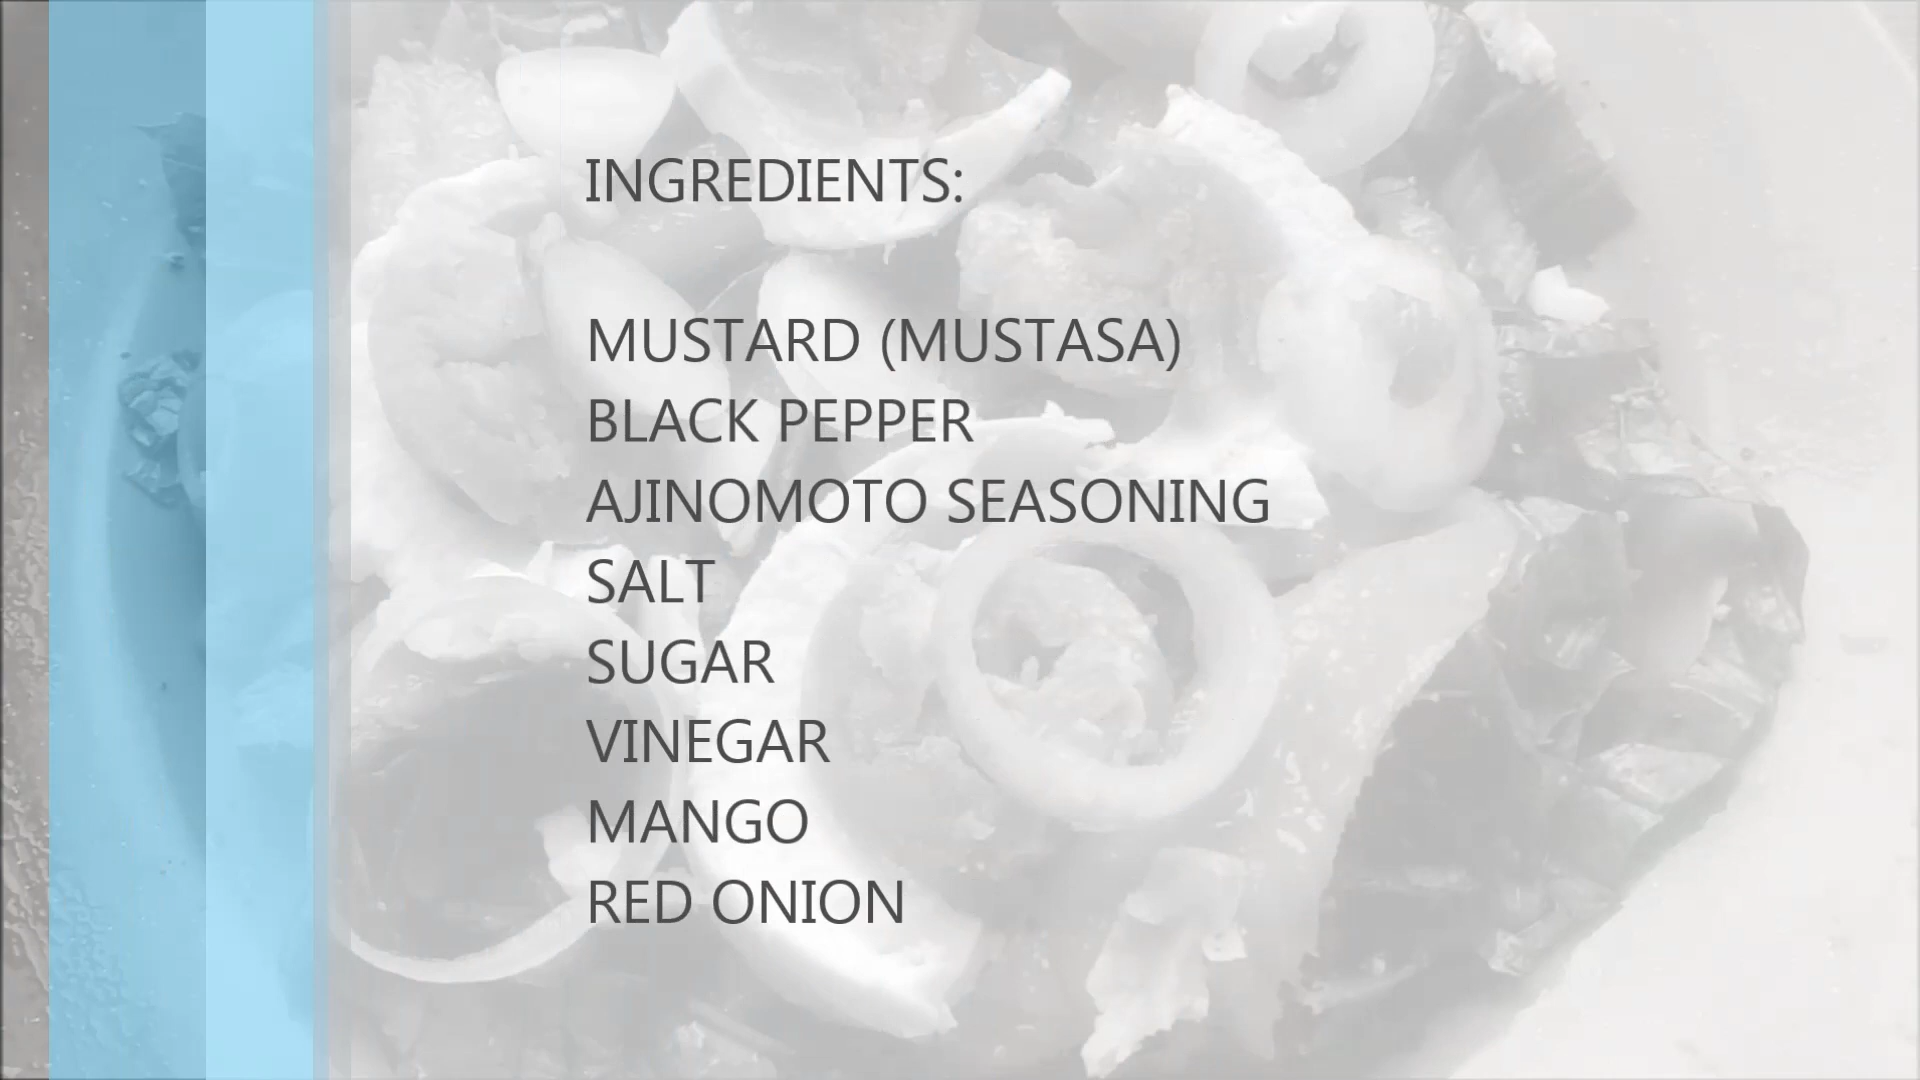 INGREDIENTS:
MUSTARD (MUSTASA)
BLACK PEPPER
AJINOMOTO SEASONING
SALT
SUGAR
VINEGAR
MANGO
RED ONION